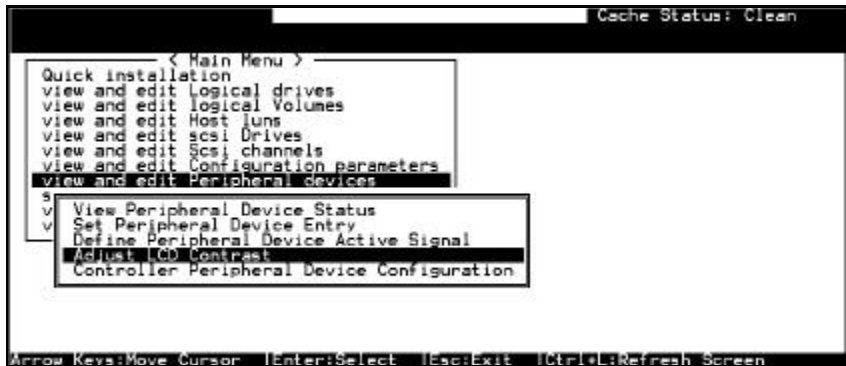 Cache Status: Clean
< Main Menu >
Quick installation
view and edit Logical drives
view and edit logical Volumes
view and edit Host luns
view and edit scsi Drives
view and edit Scsi channels
view and edit Configuration parameters
view and edit Peripheral devices
s
v
v
View Peripheral Device Status
Set Peripheral Device Entry
Define Peripheral Device Active Signal
Adjust LCD Contrast
Controller Peripheral Device Configuration
Arrow Keys:Move Cursor |Enter:Select |Esc:Exit |Ctrl+L:Refresh Screen